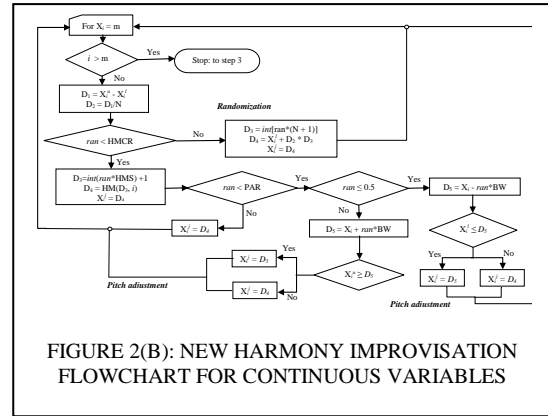 For Xᵢ = m
i > m
Yes
Stop: to step 3
No
D₁ = Xᵢᵘ - Xᵢˡ
D₂ = D₁/N
Randomization
ran < HMCR
No
D₃ = int[ran*(N + 1)]
D₄ = Xᵢˡ + D₂ * D₃
Xᵢ′ = D₄
Yes
D₃=int(ran*HMS) +1
D₄ = HM(D₃, i)
Xᵢ′ = D₄
ran < PAR
Yes
ran ≤ 0.5
Yes
D₅ = Xᵢ - ran*BW
No
Xᵢ′ = D₄
No
D₅ = Xᵢ + ran*BW
Xᵢˡ ≤ D₅
Yes
No
Xᵢ′ = D₅
Xᵢ′ = D₄
Xᵢᵘ ≥ D₅
Yes
Xᵢ′ = D₅
No
Xᵢ′ = D₄
Pitch adjustment
Pitch adjustment
FIGURE 2(B): NEW HARMONY IMPROVISATION
FLOWCHART FOR CONTINUOUS VARIABLES